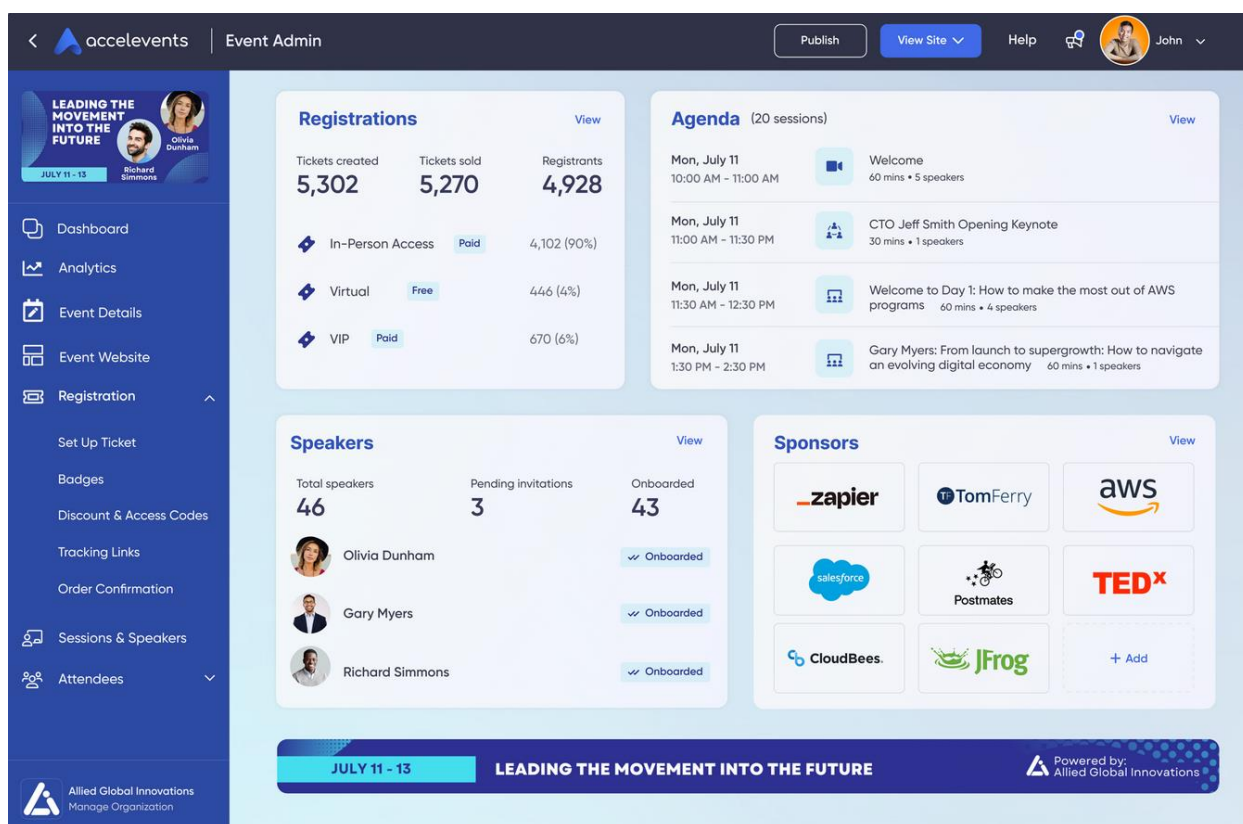 accelevents
Event Admin
Publish
View Site
Help
John
LEADING THE
MOVEMENT
INTO THE
FUTURE
Olivia
Dunham
JULY 11 - 13
Richard
Simmons
Dashboard
Analytics
Event Details
Event Website
Registration
Set Up Ticket
Badges
Discount & Access Codes
Tracking Links
Order Confirmation
Sessions & Speakers
Attendees
Allied Global Innovations
Manage Organization
Registrations
View
Tickets created
Tickets sold
Registrants
5,302
5,270
4,928
In-Person Access Paid 4,102 (90%)
Virtual Free 446 (4%)
VIP Paid 670 (6%)
Agenda (20 sessions)
View
Mon, July 11
10:00 AM - 11:00 AM
Welcome
60 mins • 5 speakers
Mon, July 11
11:00 AM - 11:30 PM
CTO Jeff Smith Opening Keynote
30 mins • 1 speakers
Mon, July 11
11:30 AM - 12:30 PM
Welcome to Day 1: How to make the most out of AWS
programs 60 mins • 4 speakers
Mon, July 11
1:30 PM - 2:30 PM
Gary Myers: From launch to supergrowth: How to navigate
an evolving digital economy 60 mins • 1 speakers
Speakers
View
Total speakers
Pending invitations
Onboarded
46
3
43
Olivia Dunham Onboarded
Gary Myers Onboarded
Richard Simmons Onboarded
Sponsors
View
_zapier
TF TomFerry
aws
salesforce
Postmates
TEDx
CloudBees.
JFrog
+ Add
JULY 11 - 13
LEADING THE MOVEMENT INTO THE FUTURE
Powered by:
Allied Global Innovations